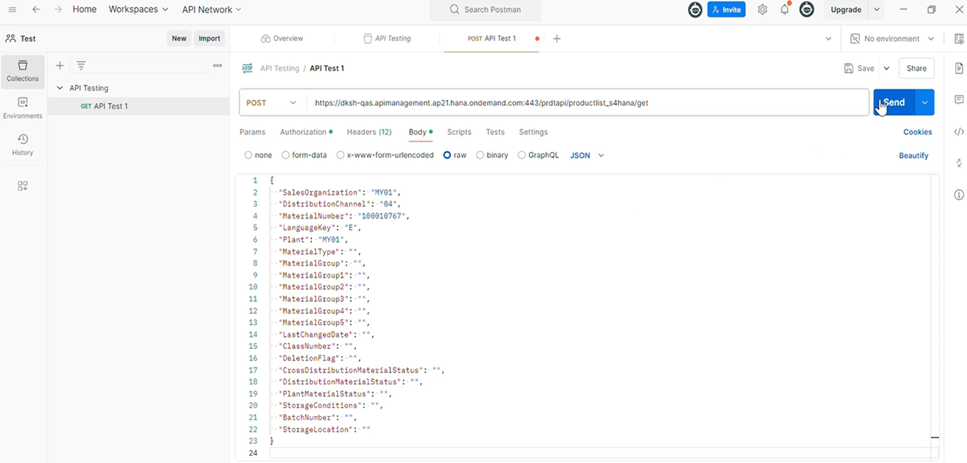 Home Workspaces API Network Search Postman Invite Upgrade
Test New Import Overview API Testing POST API Test 1 No environment
API Testing / API Test 1 Save Share
Collections
API Testing
GET API Test 1
Environments
History
POST https://dksh-qas.apimanagement.ap21.hana.ondemand.com:443/prdtapi/productlist_s4hana/get Send
Params Authorization Headers (12) Body Scripts Tests Settings Cookies
none form-data x-www-form-urlencoded raw binary GraphQL JSON Beautify
1 {
2 "SalesOrganization": "MY01",
3 "DistributionChannel": "04",
4 "MaterialNumber": "100010767",
5 "LanguageKey": "E",
6 "Plant": "MY01",
7 "MaterialType": "",
8 "MaterialGroup": "",
9 "MaterialGroup1": "",
10 "MaterialGroup2": "",
11 "MaterialGroup3": "",
12 "MaterialGroup4": "",
13 "MaterialGroup5": "",
14 "LastChangedDate": "",
15 "ClassNumber": "",
16 "DeletionFlag": "",
17 "CrossDistributionMaterialStatus": "",
18 "DistributionMaterialStatus": "",
19 "PlantMaterialStatus": "",
20 "StorageConditions": "",
21 "BatchNumber": "",
22 "StorageLocation": ""
23 }
24